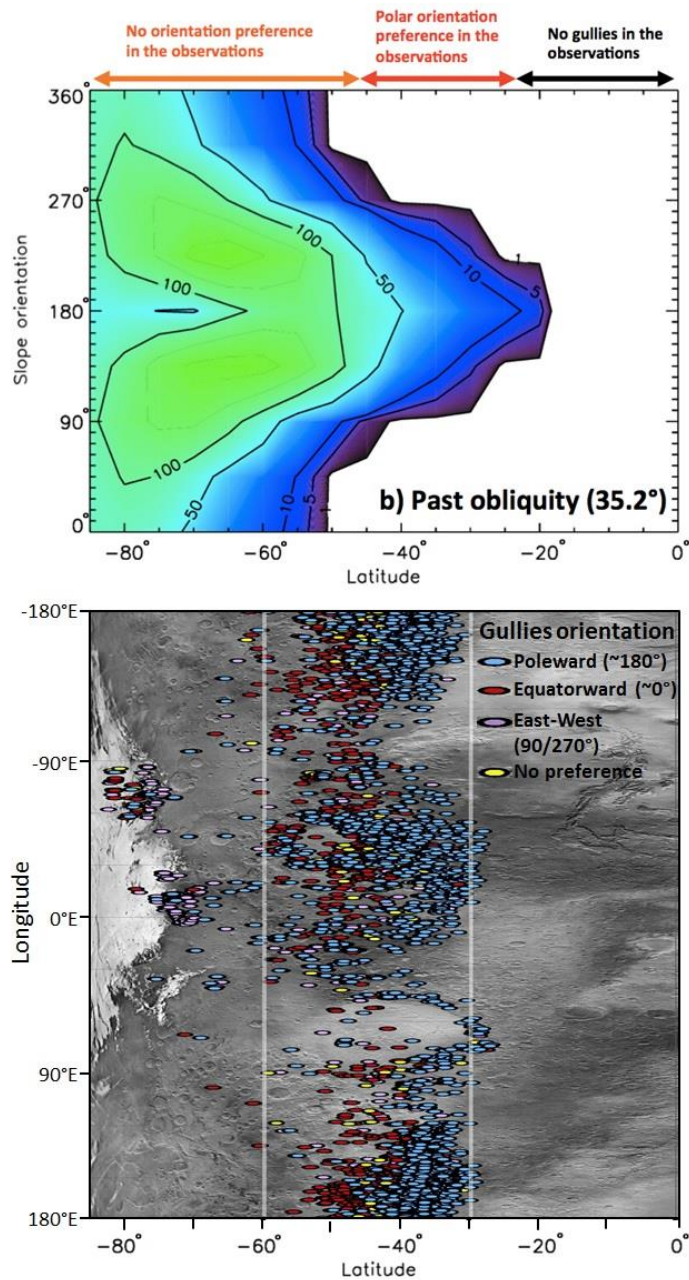 No orientation preference
in the observations
Polar orientation
preference in the
observations
No gullies in the
observations
360°
270°
180°
90°
0°
Slope orientation
100
100
100
100
50
50
10
10
5
5
1
1
b) Past obliquity (35.2°)
−80°
−60°
−40°
−20°
0°
Latitude
-180°E
-90°E
0°E
90°E
180°E
Longitude
Gullies orientation
Poleward (~180°)
Equatorward (~0°)
East-West
(90/270°)
No preference
−80°
−60°
−40°
−20°
0°
Latitude